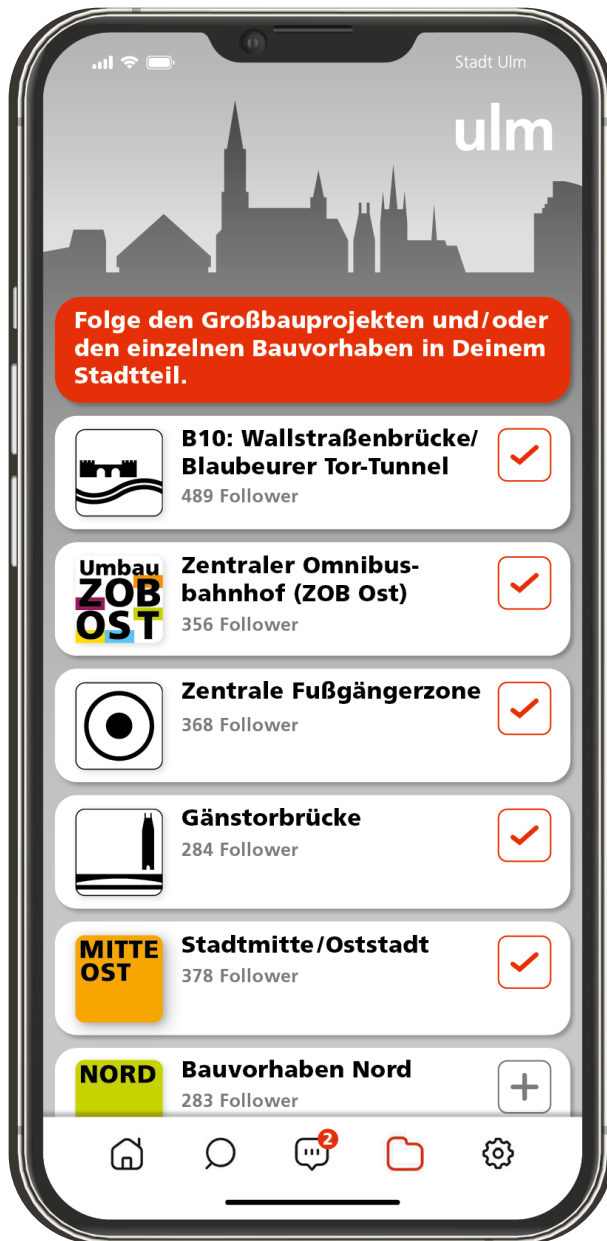 Stadt Ulm
ulm
Folge den Großbauprojekten und/oder
den einzelnen Bauvorhaben in Deinem
Stadtteil.
B10: Wallstraßenbrücke/
Blaubeurer Tor-Tunnel
489 Follower
Umbau
ZOB
OST
Zentraler Omnibus-
bahnhof (ZOB Ost)
356 Follower
Zentrale Fußgängerzone
368 Follower
Gänstorbrücke
284 Follower
MITTE
OST
Stadtmitte/Oststadt
378 Follower
NORD
Bauvorhaben Nord
283 Follower
2